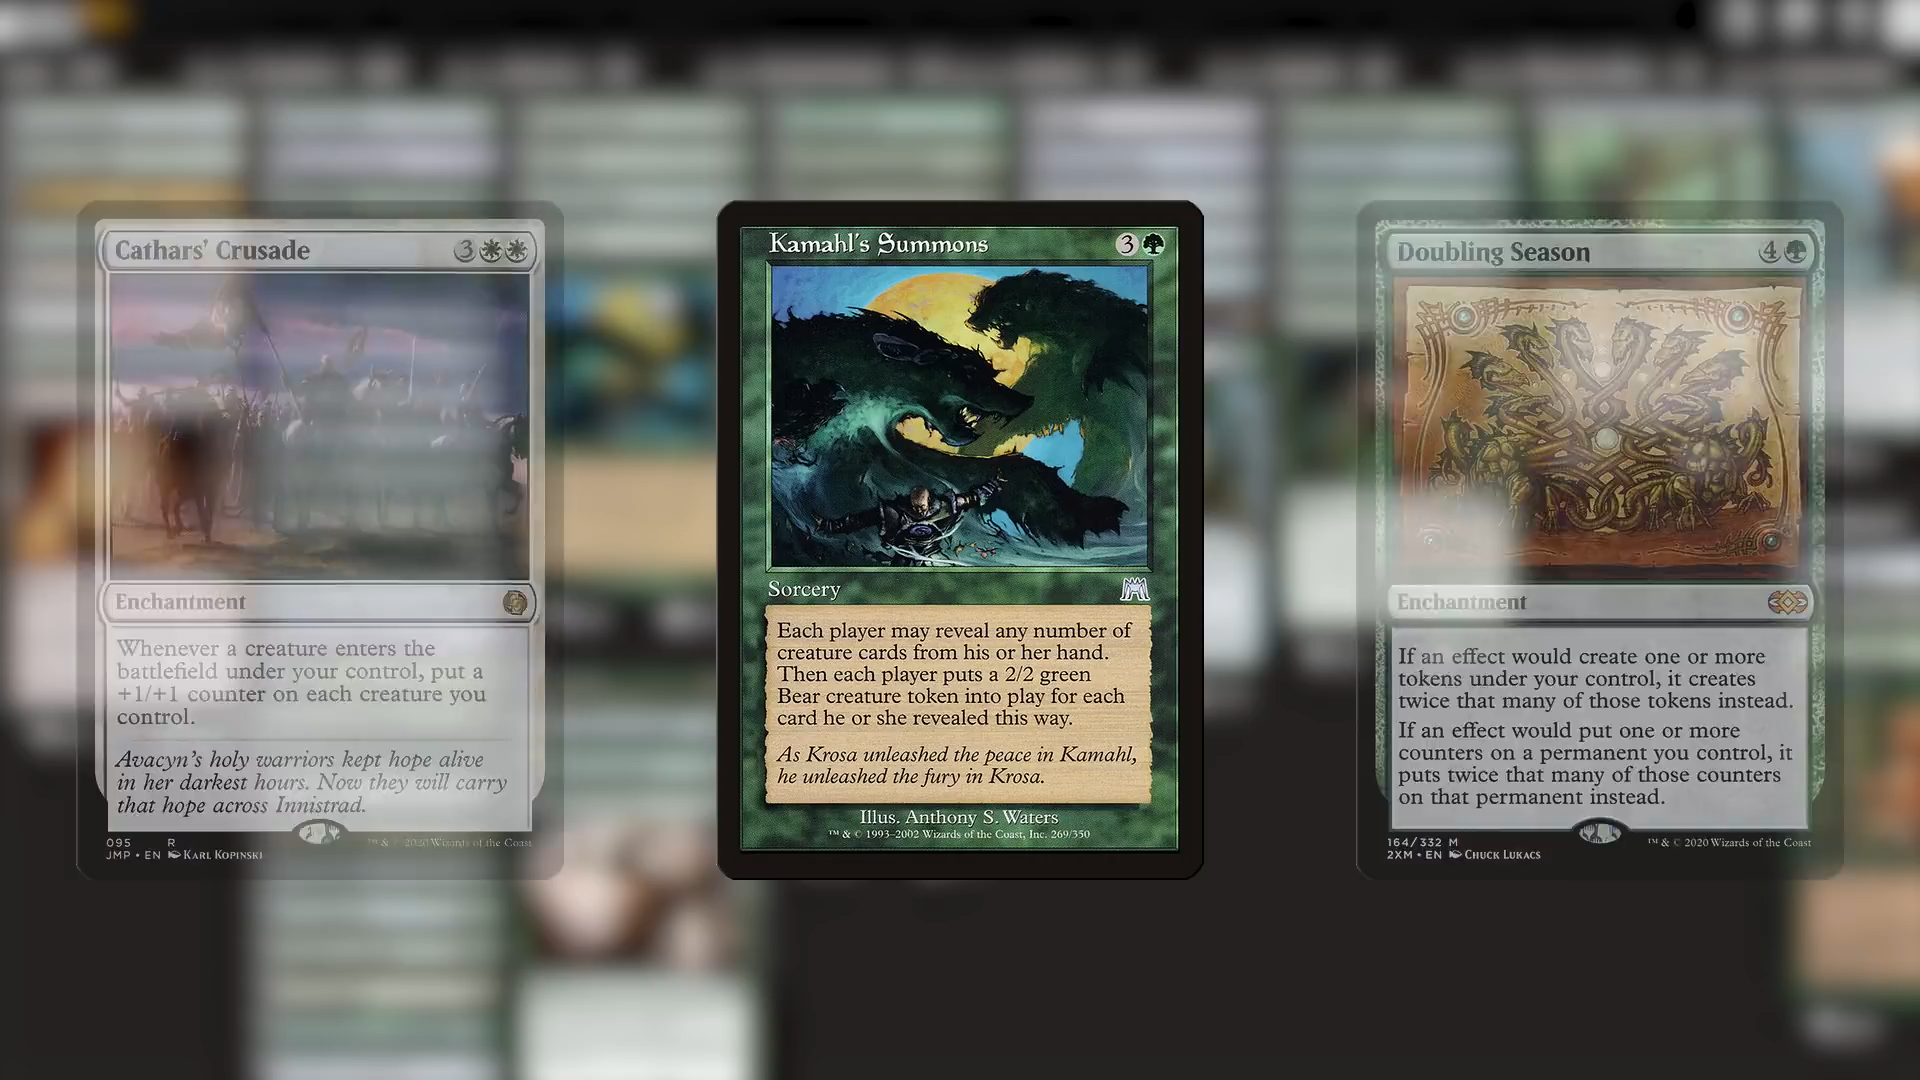 Cathars' Crusade 3
Enchantment
Whenever a creature enters the
battlefield under your control, put a
+1/+1 counter on each creature you
control.
Avacyn's holy warriors kept hope alive
in her darkest hours. Now they will carry
that hope across Innistrad.
095 R
JMP • EN KARL KOPINSKI
™ & © 2020 Wizards of the Coast
Kamahl's Summons 3
Sorcery
Each player may reveal any number of
creature cards from his or her hand.
Then each player puts a 2/2 green
Bear creature token into play for each
card he or she revealed this way.
As Krosa unleashed the peace in Kamahl,
he unleashed the fury in Krosa.
Illus. Anthony S. Waters
™ & © 1993–2002 Wizards of the Coast, Inc. 269/350
Doubling Season 4
Enchantment
If an effect would create one or more
tokens under your control, it creates
twice that many of those tokens instead.
If an effect would put one or more
counters on a permanent you control, it
puts twice that many of those counters
on that permanent instead.
164/332 M
2XM • EN CHUCK LUKACS
™ & © 2020 Wizards of the Coast